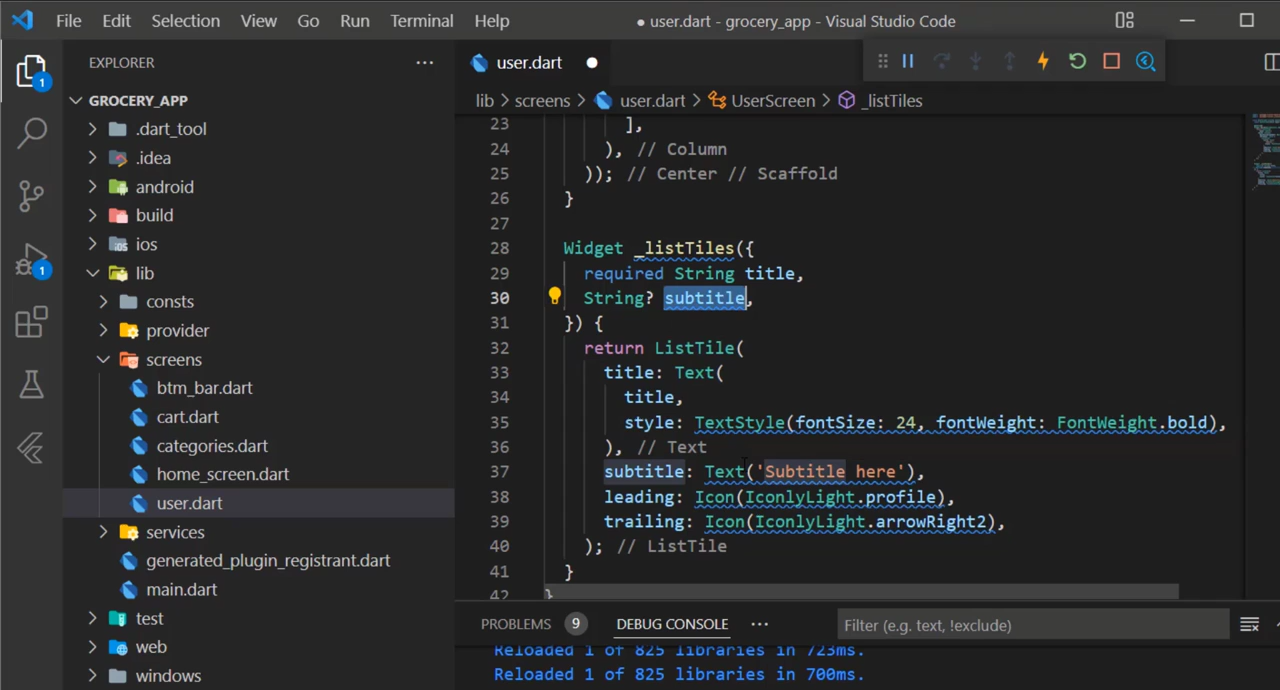 File Edit Selection View Go Run Terminal Help
● user.dart - grocery_app - Visual Studio Code
EXPLORER
GROCERY_APP
.dart_tool
.idea
android
build
ios
lib
consts
provider
screens
btm_bar.dart
cart.dart
categories.dart
home_screen.dart
user.dart
services
generated_plugin_registrant.dart
main.dart
test
web
windows
1
1
user.dart
lib > screens > user.dart > UserScreen > _listTiles
23 ],
24 ), // Column
25 )); // Center // Scaffold
26 }
27
28 Widget _listTiles({
29 required String title,
30 String? subtitle,
31 }) {
32 return ListTile(
33 title: Text(
34 title,
35 style: TextStyle(fontSize: 24, fontWeight: FontWeight.bold),
36 ), // Text
37 subtitle: Text('Subtitle here'),
38 leading: Icon(IconlyLight.profile),
39 trailing: Icon(IconlyLight.arrowRight2),
40 ); // ListTile
41 }
42 }
PROBLEMS 9 DEBUG CONSOLE ··· Filter (e.g. text, !exclude)
Reloaded 1 of 825 libraries in 723ms.
Reloaded 1 of 825 libraries in 700ms.